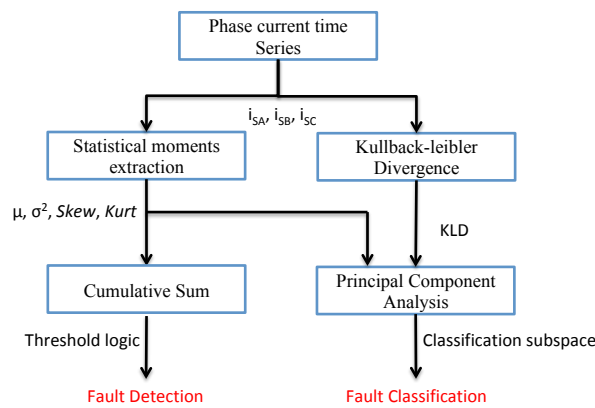 Phase current time
Series
iSA, iSB, iSC
Statistical moments
extraction
Kullback-leibler
Divergence
μ, σ², Skew, Kurt
KLD
Cumulative Sum
Principal Component
Analysis
Threshold logic
Classification subspace
Fault Detection
Fault Classification